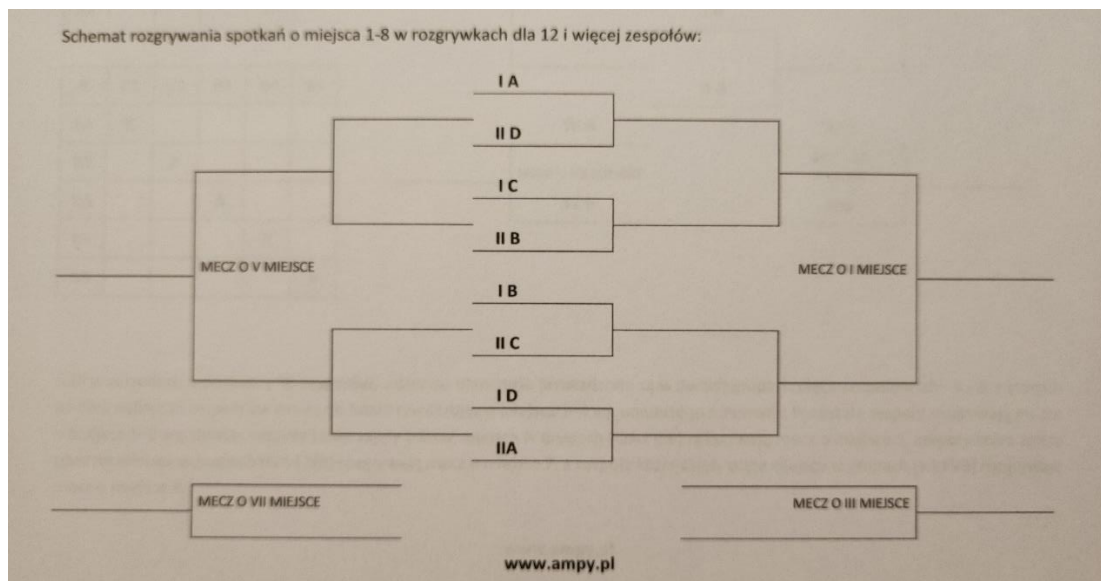 Schemat rozgrywania spotkań o miejsca 1-8 w rozgrywkach dla 12 i więcej zespołów:
I A
II D
I C
II B
MECZ O V MIEJSCE
MECZ O I MIEJSCE
I B
II C
I D
IIA
MECZ O VII MIEJSCE
MECZ O III MIEJSCE
www.ampy.pl